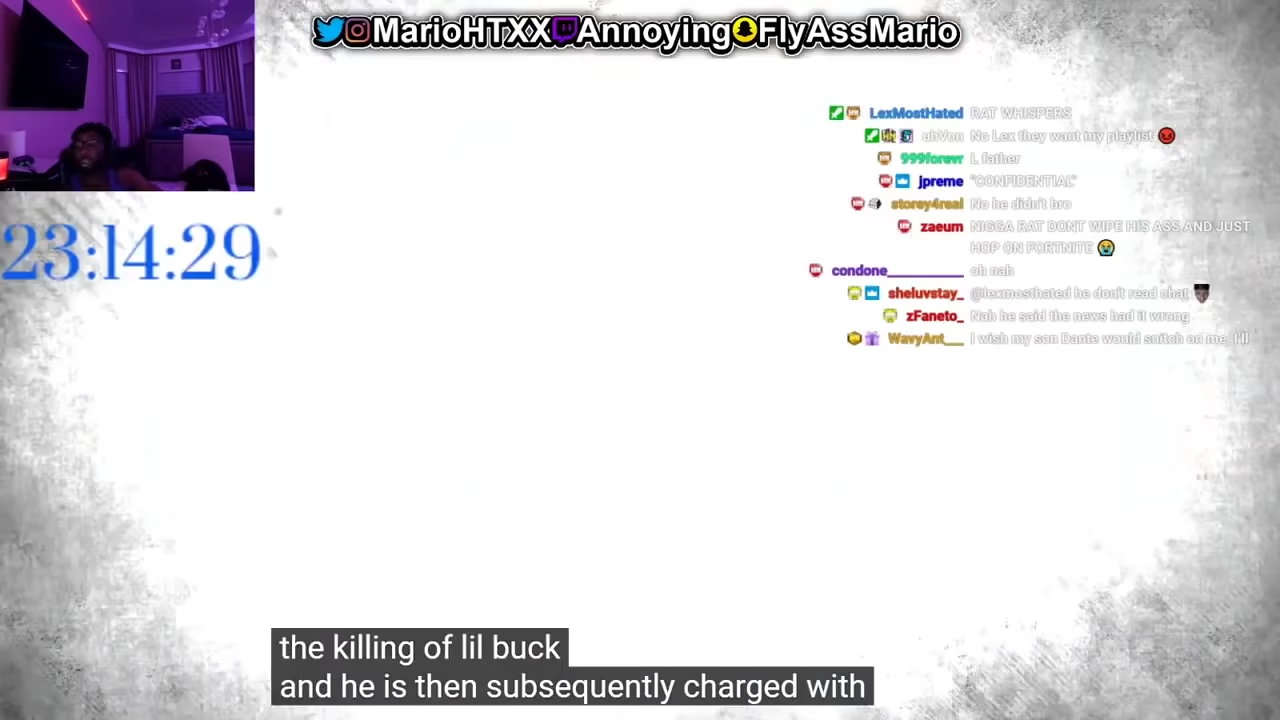 MarioHTXX Annoying FlyAssMario
LexMostHated RAT WHISPERS
uhVon No Lex they want my playlist
999forevr L father
jpreme "CONFIDENTIAL"
storey4real No he didn't bro
zaeum NIGGA RAT DONT WIPE HIS ASS AND JUST
HOP ON FORTNITE
condone___________ oh nah
sheluvstay_ @lexmosthated he don't read chat
zFaneto_ Nah he said the news had it wrong
WavyAnt___ I wish my son Dante would snitch on me, I'll
23:14:29
the killing of lil buck
and he is then subsequently charged with